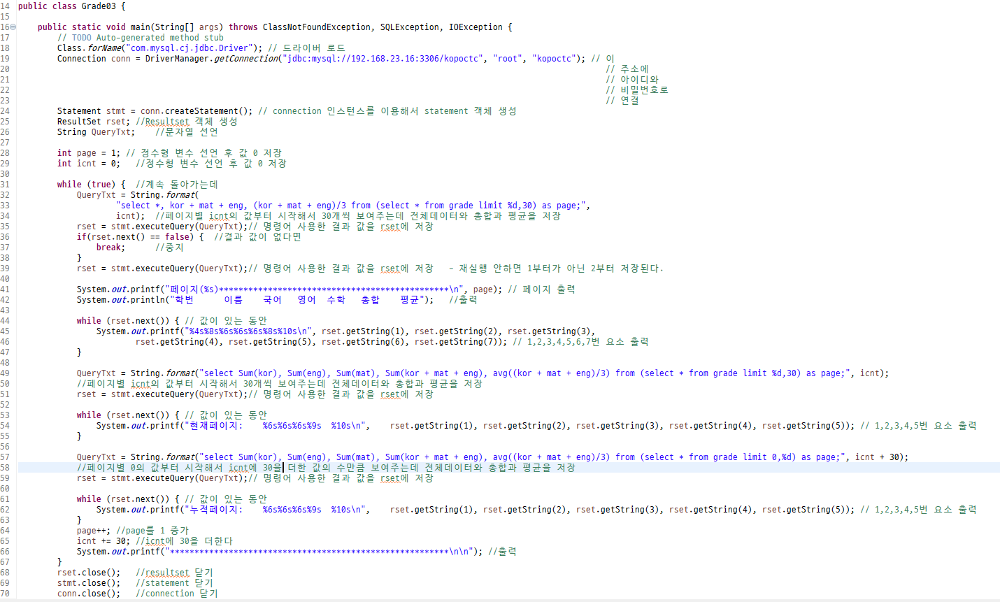 14 public class Grade03 {
15
16 public static void main(String[] args) throws ClassNotFoundException, SQLException, IOException {
17 // TODO Auto-generated method stub
18 Class.forName("com.mysql.cj.jdbc.Driver"); // 드라이버 로드
19 Connection conn = DriverManager.getConnection("jdbc:mysql://192.168.23.16:3306/kopoctc", "root", "kopoctc"); // 이
20 // 주소에
21 // 아이디와
22 // 비밀번호로
23 // 연결
24 Statement stmt = conn.createStatement(); // connection 인스턴스를 이용해서 statement 객체 생성
25 ResultSet rset; //Resultset 객체 생성
26 String QueryTxt; //문자열 선언
27
28 int page = 1; // 정수형 변수 선언 후 값 0 저장
29 int icnt = 0; //정수형 변수 선언 후 값 0 저장
30
31 while (true) { //계속 돌아가는데
32 QueryTxt = String.format(
33 "select *, kor + mat + eng, (kor + mat + eng)/3 from (select * from grade limit %d,30) as page;",
34 icnt); //페이지별 icnt의 값부터 시작해서 30개씩 보여주는데 전체데이터와 총합과 평균을 저장
35 rset = stmt.executeQuery(QueryTxt);// 명령어 사용한 결과 값을 rset에 저장
36 if(rset.next() == false) { //결과 값이 없다면
37 break; //중지
38 }
39 rset = stmt.executeQuery(QueryTxt);// 명령어 사용한 결과 값을 rset에 저장 - 재실행 안하면 1부터가 아닌 2부터 저장된다.
40
41 System.out.printf("페이지(%s)***********************************************\n", page); // 페이지 출력
42 System.out.println("학번 이름 국어 영어 수학 총합 평균"); //출력
43
44 while (rset.next()) { // 값이 있는 동안
45 System.out.printf("%4s%8s%6s%6s%6s%8s%10s\n", rset.getString(1), rset.getString(2), rset.getString(3),
46 rset.getString(4), rset.getString(5), rset.getString(6), rset.getString(7)); // 1,2,3,4,5,6,7번 요소 출력
47 }
48
49 QueryTxt = String.format("select Sum(kor), Sum(eng), Sum(mat), Sum(kor + mat + eng), avg((kor + mat + eng)/3) from (select * from grade limit %d,30) as page;", icnt);
50 //페이지별 icnt의 값부터 시작해서 30개씩 보여주는데 전체데이터와 총합과 평균을 저장
51 rset = stmt.executeQuery(QueryTxt);// 명령어 사용한 결과 값을 rset에 저장
52
53 while (rset.next()) { // 값이 있는 동안
54 System.out.printf("현재페이지: %6s%6s%6s%9s %10s\n", rset.getString(1), rset.getString(2), rset.getString(3), rset.getString(4), rset.getString(5)); // 1,2,3,4,5번 요소 출력
55 }
56
57 QueryTxt = String.format("select Sum(kor), Sum(eng), Sum(mat), Sum(kor + mat + eng), avg((kor + mat + eng)/3) from (select * from grade limit 0,%d) as page;", icnt + 30);
58 //페이지별 0의 값부터 시작해서 icnt에 30을 더한 값의 수만큼 보여주는데 전체데이터와 총합과 평균을 저장
59 rset = stmt.executeQuery(QueryTxt);// 명령어 사용한 결과 값을 rset에 저장
60
61 while (rset.next()) { // 값이 있는 동안
62 System.out.printf("누적페이지: %6s%6s%6s%9s %10s\n", rset.getString(1), rset.getString(2), rset.getString(3), rset.getString(4), rset.getString(5)); // 1,2,3,4,5번 요소 출력
63 }
64 page++; //page를 1 증가
65 icnt += 30; //icnt에 30을 더한다
66 System.out.printf("*********************************************************\n\n"); //출력
67 }
68 rset.close(); //resultset 닫기
69 stmt.close(); //statement 닫기
70 conn.close(); //connection 닫기